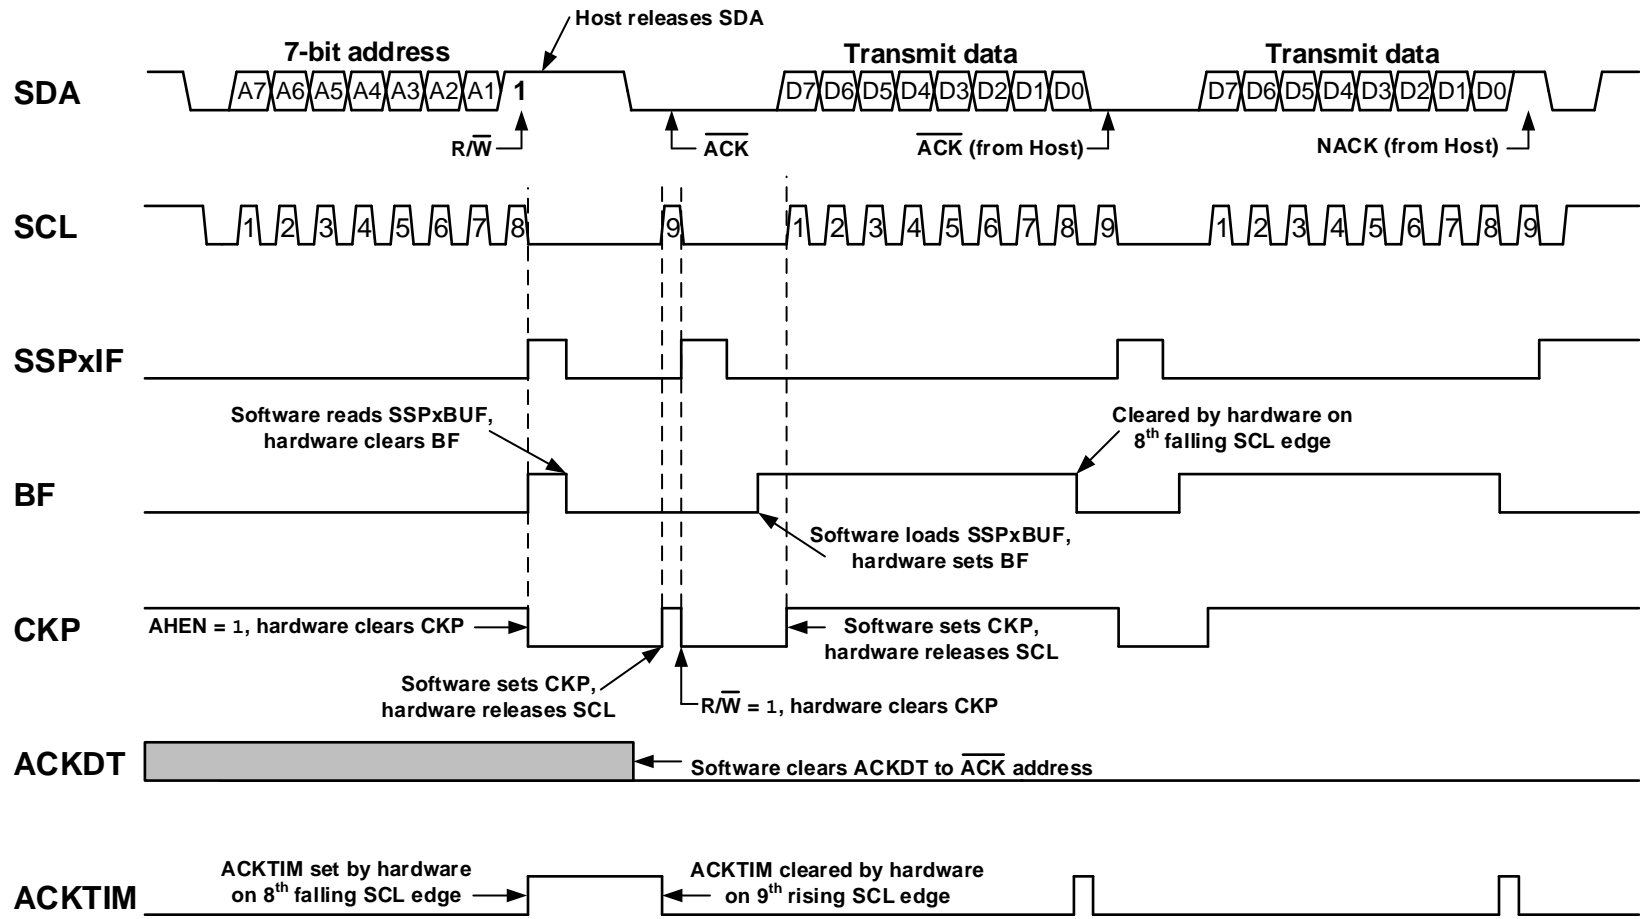 Host releases SDA
7-bit address
Transmit data
Transmit data
SDA
A7 A6 A5 A4 A3 A2 A1 1
D7 D6 D5 D4 D3 D2 D1 D0
D7 D6 D5 D4 D3 D2 D1 D0
R/W̅
A̅C̅K̅
A̅C̅K̅ (from Host)
NACK (from Host)
SCL
1 2 3 4 5 6 7 8 9
1 2 3 4 5 6 7 8 9
1 2 3 4 5 6 7 8 9
SSPxIF
Software reads SSPxBUF,
hardware clears BF
Cleared by hardware on
8th falling SCL edge
BF
Software loads SSPxBUF,
hardware sets BF
CKP
AHEN = 1, hardware clears CKP
Software sets CKP,
hardware releases SCL
Software sets CKP,
hardware releases SCL
R/W̅ = 1, hardware clears CKP
ACKDT
Software clears ACKDT to A̅C̅K̅ address
ACKTIM
ACKTIM set by hardware
on 8th falling SCL edge
ACKTIM cleared by hardware
on 9th rising SCL edge